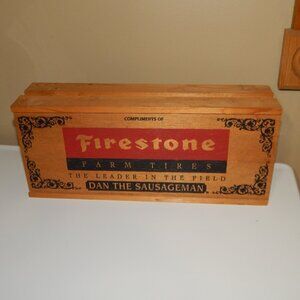 COMPLIMENTS OF
Firestone
FARM TIRES
THE LEADER IN THE FIELD
DAN THE SAUSAGEMAN